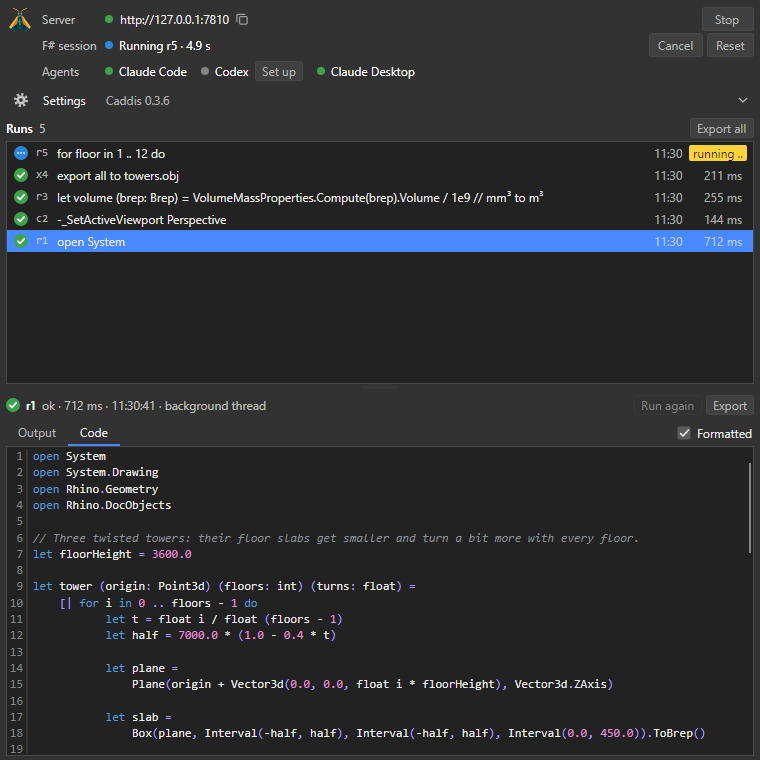 Server http://127.0.0.1:7810 Stop
F# session Running r5 · 4.9 s Cancel Reset
Agents Claude Code Codex Set up Claude Desktop
Settings Caddis 0.3.6
Runs 5 Export all
r5 for floor in 1 .. 12 do 11:30 running ..
x4 export all to towers.obj 11:30 211 ms
r3 let volume (brep: Brep) = VolumeMassProperties.Compute(brep).Volume / 1e9 // mm³ to m³ 11:30 255 ms
c2 -_SetActiveViewport Perspective 11:30 144 ms
r1 open System 11:30 712 ms
r1 ok · 712 ms · 11:30:41 · background thread Run again Export
Output Code Formatted
1 open System
2 open System.Drawing
3 open Rhino.Geometry
4 open Rhino.DocObjects
5
6 // Three twisted towers: their floor slabs get smaller and turn a bit more with every floor.
7 let floorHeight = 3600.0
8
9 let tower (origin: Point3d) (floors: int) (turns: float) =
10     [| for i in 0 .. floors - 1 do
11            let t = float i / float (floors - 1)
12            let half = 7000.0 * (1.0 - 0.4 * t)
13
14            let plane =
15                Plane(origin + Vector3d(0.0, 0.0, float i * floorHeight), Vector3d.ZAxis)
16
17            let slab =
18                Box(plane, Interval(-half, half), Interval(-half, half), Interval(0.0, 450.0)).ToBrep()
19